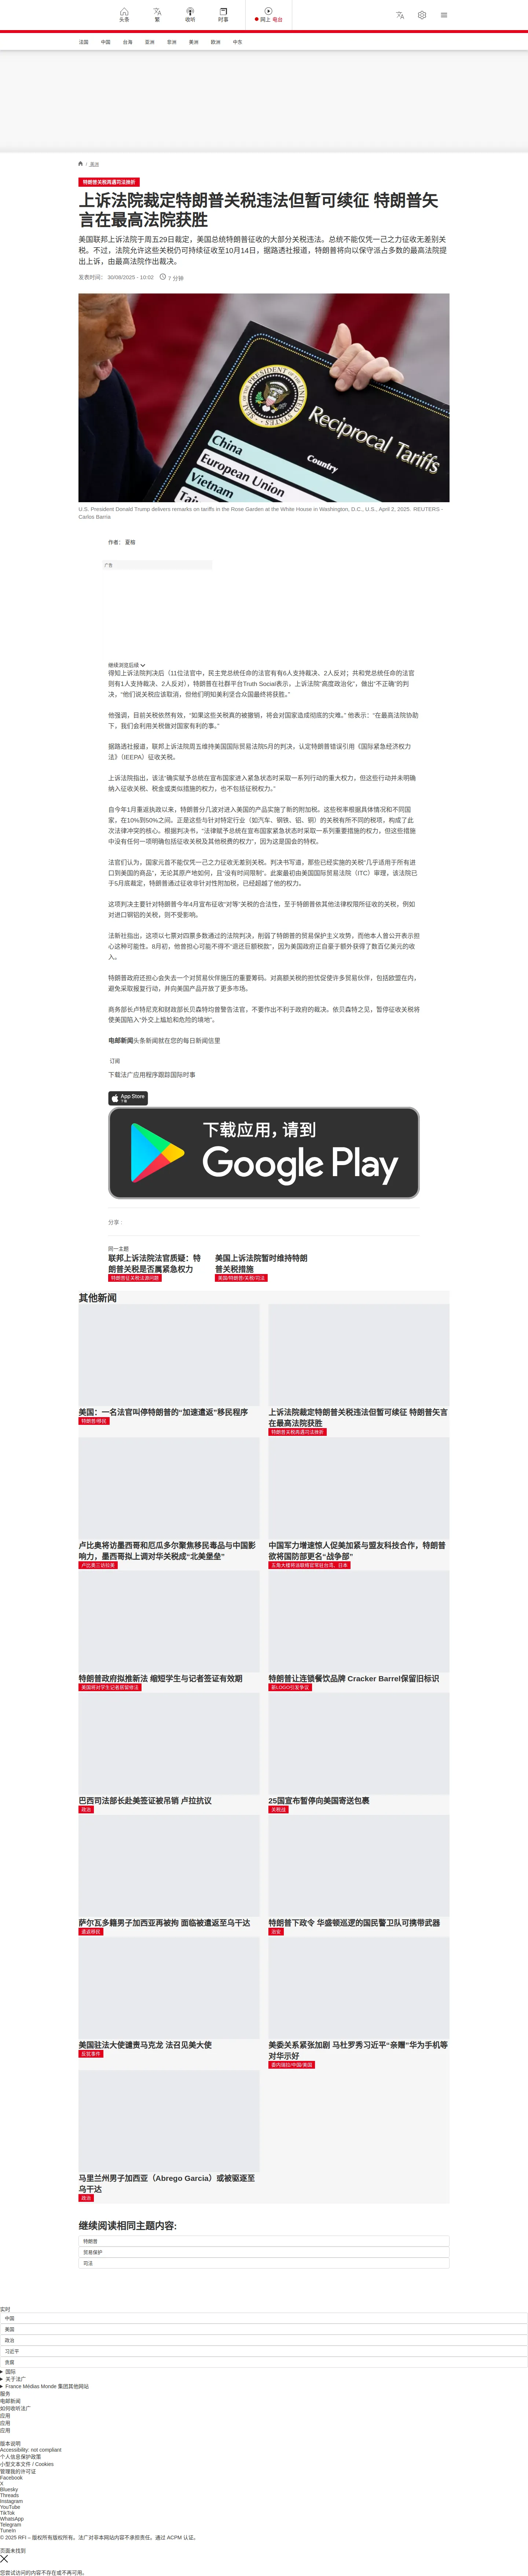 头条
繁
收听
时事
网上 电台
法国
中国
台海
亚洲
非洲
美洲
欧洲
中东
/ 美洲
特朗普关税再遇司法挫折
上诉法院裁定特朗普关税违法但暂可续征 特朗普矢
言在最高法院获胜
美国联邦上诉法院于周五29日裁定，美国总统特朗普征收的大部分关税违法。总统不能仅凭一己之力征收无差别关
税。不过，法院允许这些关税仍可持续征收至10月14日，据路透社报道，特朗普将向以保守派占多数的最高法院提
出上诉，由最高法院作出裁决。
发表时间： 30/08/2025 - 10:02
7 分钟
China
European Union
Vietnam
Taiwan
Reciprocal Tariffs
Country
U.S. President Donald Trump delivers remarks on tariffs in the Rose Garden at the White House in Washington, D.C., U.S., April 2, 2025. REUTERS -
Carlos Barria
作者： 夏榕
广告
继续浏览后续
得知上诉法院判决后（11位法官中，民主党总统任命的法官有有6人支持裁决、2人反对；共和党总统任命的法官
则有1人支持裁决、2人反对），特朗普在社群平台Truth Social表示，上诉法院“高度政治化”，做出“不正确”的判
决，“他们说关税应该取消，但他们明知美利坚合众国最终将获胜。”
他强调，目前关税依然有效，“如果这些关税真的被撤销，将会对国家造成彻底的灾难。” 他表示：“在最高法院协助
下，我们会利用关税做对国家有利的事。”
据路透社报道，联邦上诉法院周五维持美国国际贸易法院5月的判决，认定特朗普错误引用《国际紧急经济权力
法》（IEEPA）征收关税。
上诉法院指出，该法“确实赋予总统在宣布国家进入紧急状态时采取一系列行动的重大权力，但这些行动并未明确
纳入征收关税、税金或类似措施的权力，也不包括征税权力。”
自今年1月重返执政以来，特朗普分几波对进入美国的产品实施了新的附加税。这些税率根据具体情况和不同国
家，在10%到50%之间。正是这些与针对特定行业（如汽车、钢铁、铝、铜）的关税有所不同的税项，构成了此
次法律冲突的核心。根据判决书，“法律赋予总统在宣布国家紧急状态时采取一系列重要措施的权力，但这些措施
中没有任何一项明确包括征收关税及其他税费的权力”，因为这是国会的特权。
法官们认为，国家元首不能仅凭一己之力征收无差别关税。判决书写道，那些已经实施的关税“几乎适用于所有进
口到美国的商品”，无论其原产地如何，且“没有时间限制”。此案最初由美国国际贸易法院（ITC）审理，该法院已
于5月底裁定，特朗普通过收非针对性附加税，已经超越了他的权力。
这项判决主要针对特朗普今年4月宣布征收“对等”关税的合法性，至于特朗普依其他法律权限所征收的关税，例如
对进口钢铝的关税，则不受影响。
法新社指出，这项以七票对四票多数通过的法院判决，削弱了特朗普的贸易保护主义攻势，而他本人曾公开表示担
心这种可能性。8月初，他曾担心可能不得不“退还巨额税款”，因为美国政府正自豪于额外获得了数百亿美元的收
入。
特朗普政府还担心会失去一个对贸易伙伴施压的重要筹码。对高额关税的担忧促使许多贸易伙伴，包括欧盟在内，
避免采取报复行动，并向美国产品开放了更多市场。
商务部长卢特尼克和财政部长贝森特均曾警告法官，不要作出不利于政府的裁决。依贝森特之见，暂停征收关税将
使美国陷入“外交上尴尬和危险的境地”。
电邮新闻头条新闻就在您的每日新闻信里
订阅
下载法广应用程序跟踪国际时事
App Store
下载
下载应用，请到
Google Play
分享：
同一主题
联邦上诉法院法官质疑：特
朗普关税是否属紧急权力
特朗普征关税法源问题
美国上诉法院暂时维持特朗
普关税措施
美国/特朗普/关税/司法
其他新闻
美国：一名法官叫停特朗普的“加速遣返”移民程序
特朗普/移民
上诉法院裁定特朗普关税违法但暂可续征 特朗普矢言
在最高法院获胜
特朗普关税再遇司法挫折
卢比奥将访墨西哥和厄瓜多尔聚焦移民毒品与中国影
响力，墨西哥拟上调对华关税成“北美堡垒”
卢比奥三访拉美
中国军力增速惊人促美加紧与盟友科技合作，特朗普
欲将国防部更名“战争部”
特朗普政府拟推新法 缩短学生与记者签证有效期
美国将对学生记者居留修法
特朗普让连锁餐饮品牌 Cracker Barrel保留旧标识
新LOGO引发争议
巴西司法部长赴美签证被吊销 卢拉抗议
政治
25国宣布暂停向美国寄送包裹
关税战
萨尔瓦多籍男子加西亚再被拘 面临被遣返至乌干达
遣返移民
特朗普下政令 华盛顿巡逻的国民警卫队可携带武器
治安
美国驻法大使谴责马克龙 法召见美大使
反犹事件
美委关系紧张加剧 马杜罗秀习近平“亲赠”华为手机等
对华示好
委内瑞拉/中国/美国
马里兰州男子加西亚（Abrego Garcia）或被驱逐至
乌干达
政治
继续阅读相同主题内容:
特朗普
贸易保护
司法
实时
中国
美国
政治
习近平
贵宾
国际
关于法广
France Médias Monde 集团其他网站
服务
电邮新闻
如何收听法广
应用
应用
应用
版本说明
Accessibility: not compliant
个人信息保护政策
小型文本文件 / Cookies
管理我的许可证
Facebook
X
Bluesky
Threads
Instagram
YouTube
TikTok
WhatsApp
Telegram
TuneIn
© 2025 RFI – 版权所有版权所有。法广对非本网站内容不承担责任。通过 ACPM 认证。
页面未找到
您尝试访问的内容不存在或不再可用。